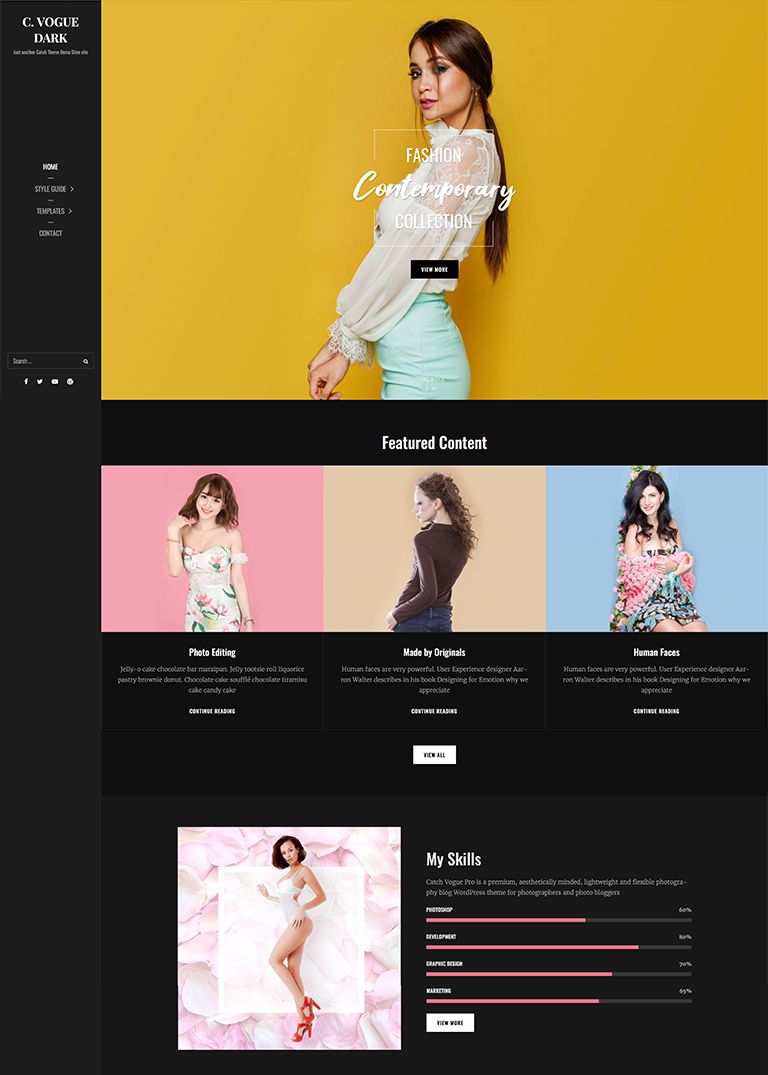 C. VOGUE
DARK
Just another Catch Theme Demo Sites site
HOME
STYLE GUIDE
TEMPLATES
CONTACT
Search ...
FASHION
Contemporary
COLLECTION
VIEW MORE
SCROLL
Featured Content
Photo Editing
Jelly-o cake chocolate bar marzipan. Jelly tootsie roll liquorice
pastry brownie donut. Chocolate cake soufflé chocolate tiramisu
cake candy cake
CONTINUE READING
Made by Originals
Human faces are very powerful. User Experience designer Aar-
ron Walter describes in his book Designing for Emotion why we
appreciate
CONTINUE READING
Human Faces
Human faces are very powerful. User Experience designer Aar-
ron Walter describes in his book Designing for Emotion why we
appreciate
CONTINUE READING
VIEW ALL
My Skills
Catch Vogue Pro is a premium, aesthetically minded, lightweight and flexible photogra-
phy blog WordPress theme for photographers and photo bloggers
PHOTOSHOP 60%
DEVELOPMENT 80%
GRAPHIC DESIGN 70%
MARKETING 65%
VIEW MORE